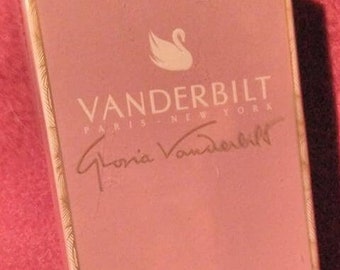 VANDERBILT
PARIS - NEW YORK
Gloria Vanderbilt